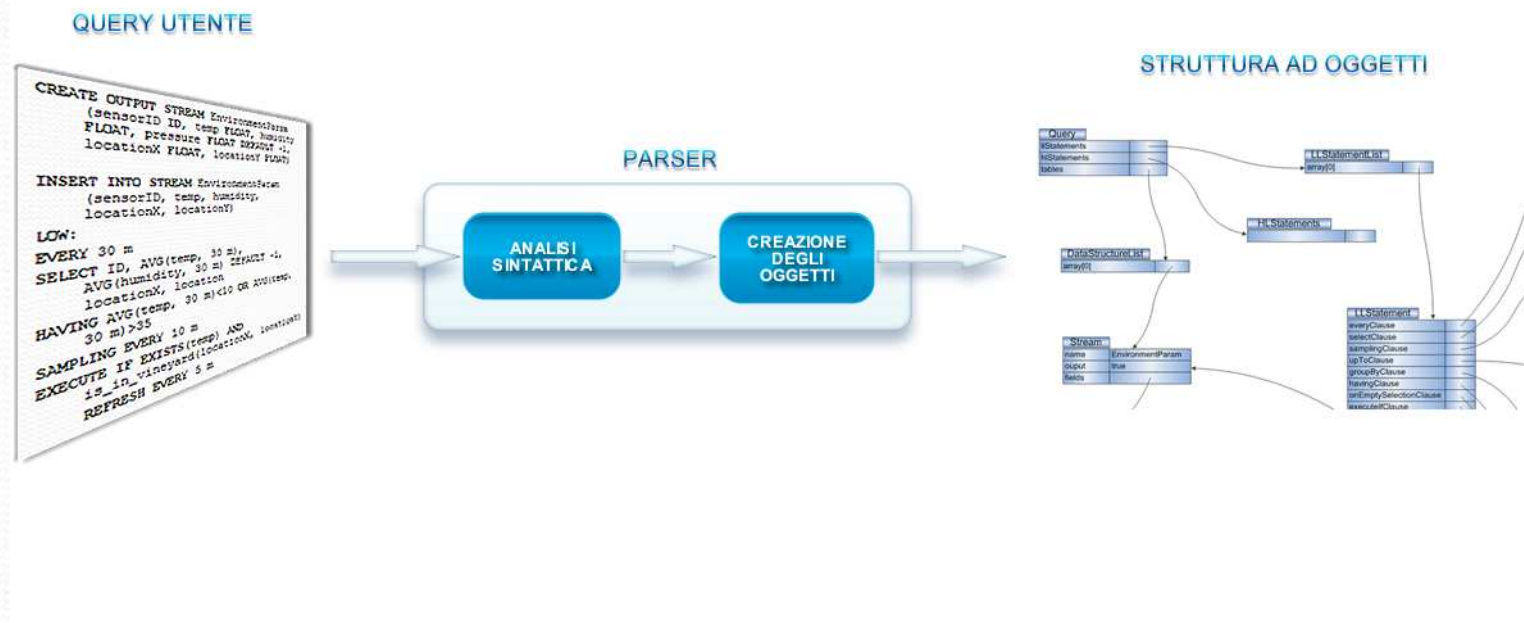 QUERY UTENTE
CREATE OUTPUT STREAM EnvironmentParam
(sensorID ID, temp FLOAT, humidity
FLOAT, pressure FLOAT DEFAULT -1,
locationX FLOAT, locationY FLOAT)
INSERT INTO STREAM EnvironmentParam
(sensorID, temp, humidity,
locationX, locationY)
LOW:
EVERY 30 m
SELECT ID, AVG(temp, 30 m),
AVG(humidity, 30 m) DEFAULT -1,
locationX, location
HAVING AVG(temp, 30 m)<10 OR AVG(temp,
30 m)>35
SAMPLING EVERY 10 m
EXECUTE IF EXISTS(temp) AND
is_in_vineyard(locationX, locationY)
REFRESH EVERY 5 m
PARSER
ANALISI
SINTATTICA
CREAZIONE
DEGLI
OGGETTI
STRUTTURA AD OGGETTI
Query
llStatements
hlStatements
tables
LLStatementList
array[0]
HLStatements
DataStructureList
array[0]
Stream
name EnvironmentParam
ouput true
fields
LLStatement
everyClause
selectClause
samplingClause
upToClause
groupByClause
havingClause
onEmptySelectionClause
executeIfClause